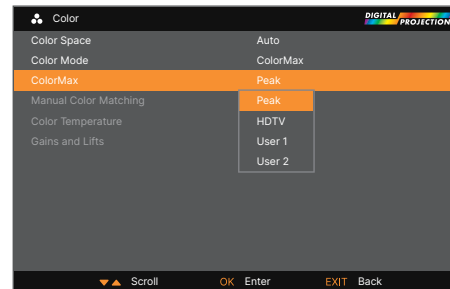 Color
DIGITAL PROJECTION
Color Space Auto
Color Mode ColorMax
ColorMax Peak
Manual Color Matching Peak
Color Temperature HDTV
Gains and Lifts User 1
User 2
Scroll OK Enter EXIT Back